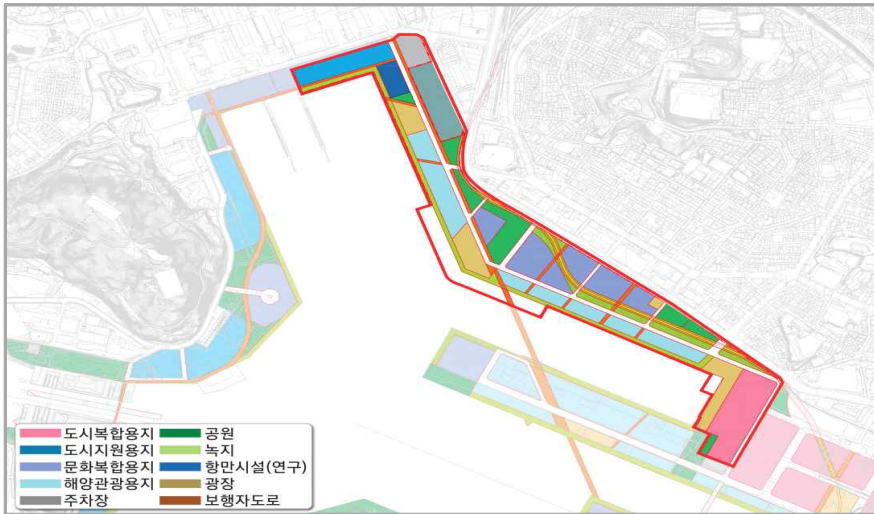 도시복합용지 공원
도시지원용지 녹지
문화복합용지 항만시설(연구)
해양관광용지 광장
주차장 보행자도로